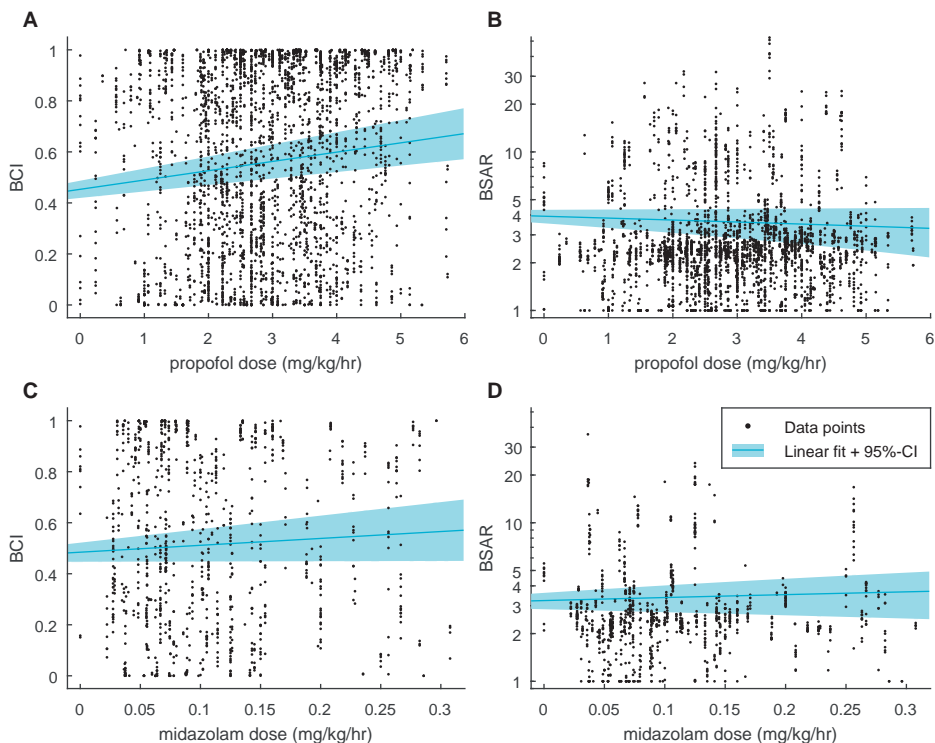 A
B
1
0.8
0.6
0.4
0.2
0
BCI
0 1 2 3 4 5 6
propofol dose (mg/kg/hr)
30
20
10
5
4
3
2
1
BSAR
0 1 2 3 4 5 6
propofol dose (mg/kg/hr)
C
D
1
0.8
0.6
0.4
0.2
0
BCI
0 0.05 0.1 0.15 0.2 0.25 0.3
midazolam dose (mg/kg/hr)
30
20
10
5
4
3
2
1
BSAR
Data points
Linear fit + 95%-CI
0 0.05 0.1 0.15 0.2 0.25 0.3
midazolam dose (mg/kg/hr)